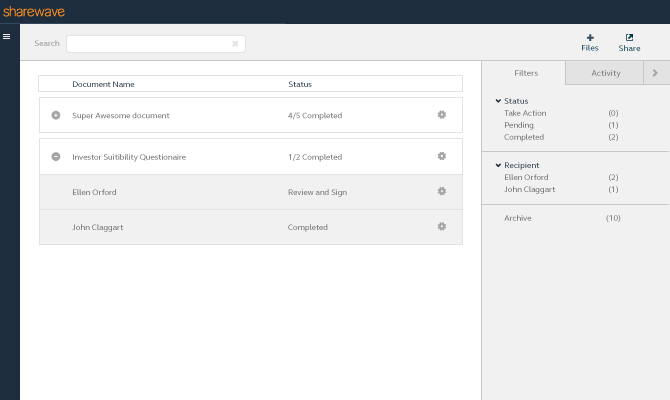 sharewave
Search
Files
Share
Document Name Status
Super Awesome document 4/5 Completed
Investor Suitibility Questionaire 1/2 Completed
Ellen Orford Review and Sign
John Claggart Completed
Filters Activity
Status
Take Action (0)
Pending (1)
Completed (2)
Recipient
Ellen Orford (2)
John Claggart (1)
Archive (10)